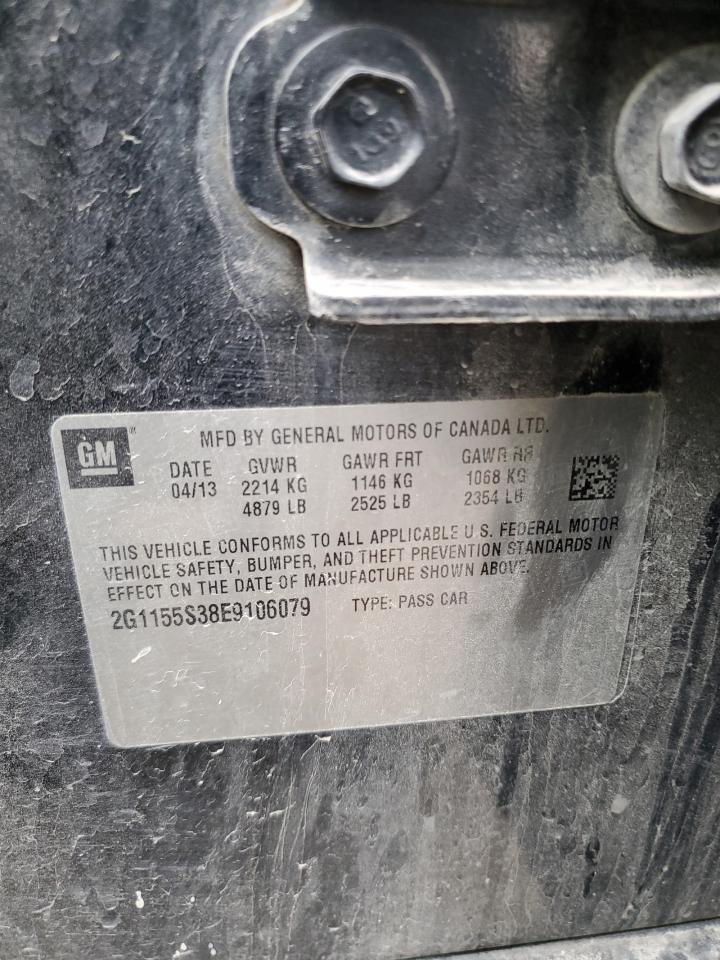 GM
MFD BY GENERAL MOTORS OF CANADA LTD.
DATE GVWR GAWR FRT GAWR RR
04/13 2214 KG 1146 KG 1068 KG
4879 LB 2525 LB 2354 LB
THIS VEHICLE CONFORMS TO ALL APPLICABLE U.S. FEDERAL MOTOR
VEHICLE SAFETY, BUMPER, AND THEFT PREVENTION STANDARDS IN
EFFECT ON THE DATE OF MANUFACTURE SHOWN ABOVE.
2G1155S38E9106079 TYPE: PASS CAR